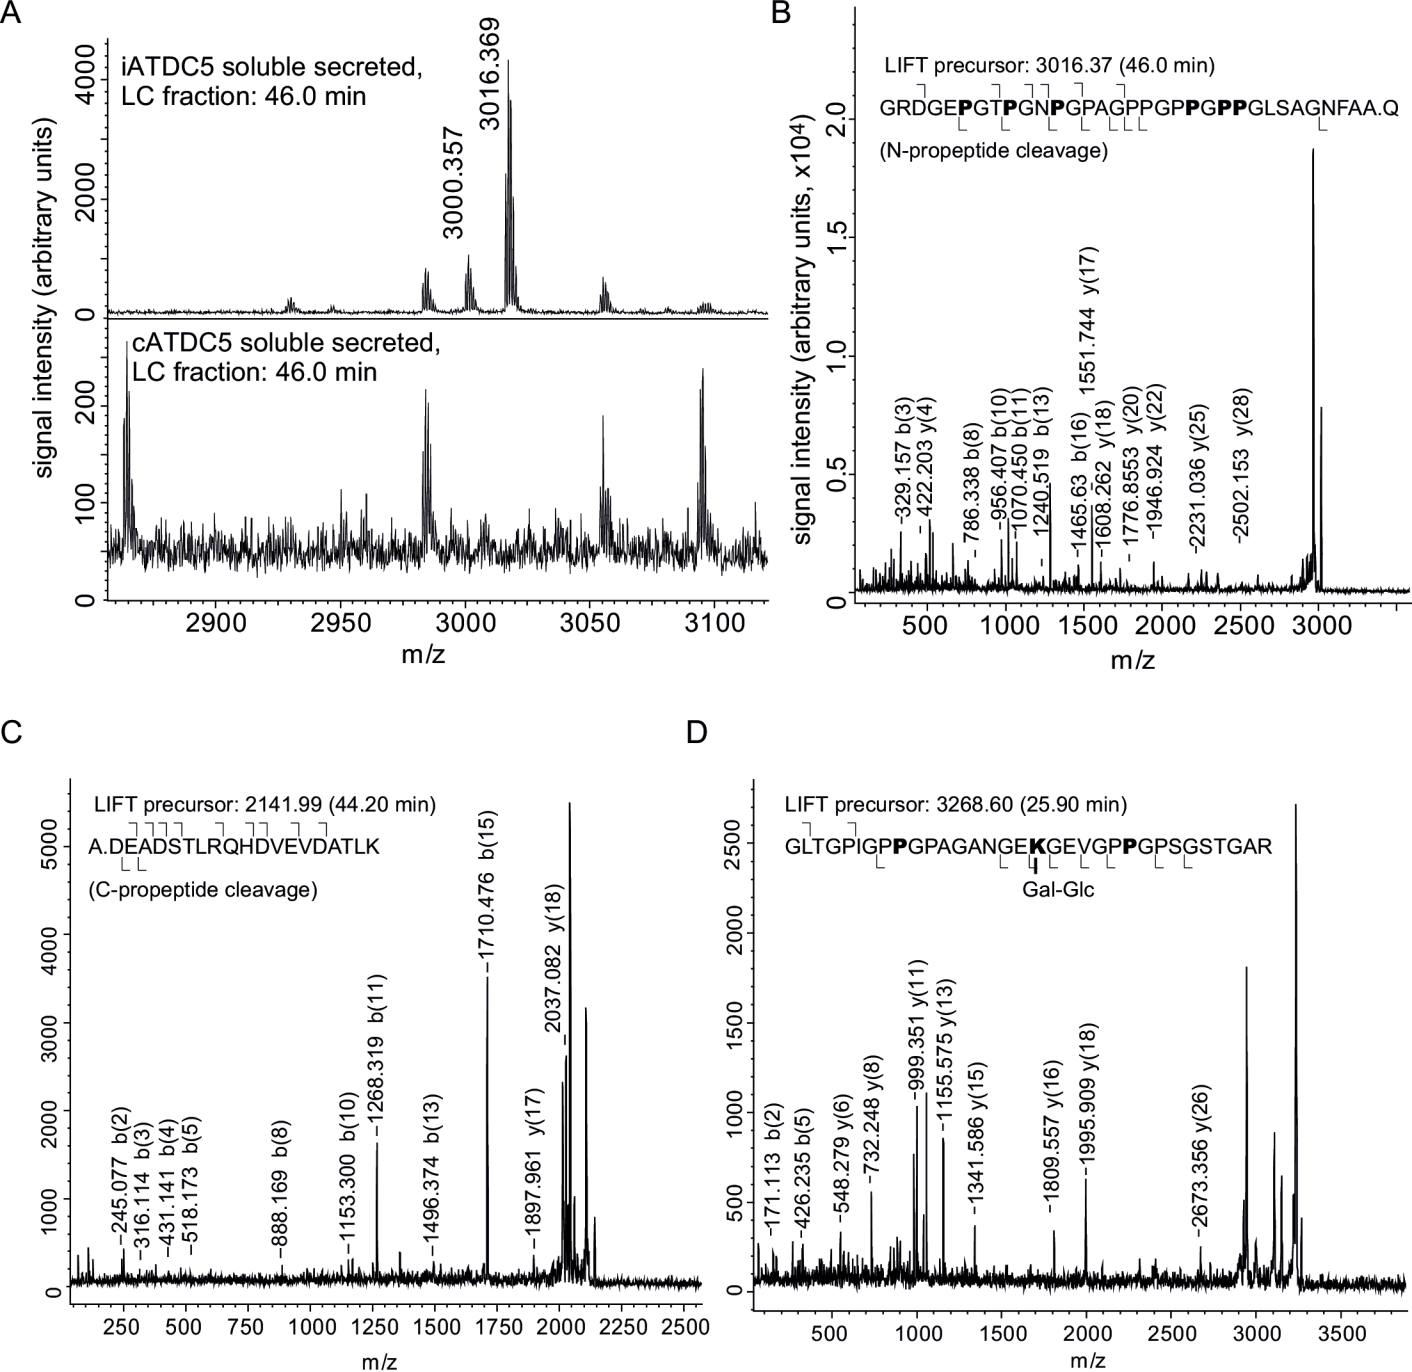 A
iATDC5 soluble secreted,
LC fraction: 46.0 min
3000.357
3016.369
cATDC5 soluble secreted,
LC fraction: 46.0 min
signal intensity (arbitrary units)
signal intensity (arbitrary units)
4000
2000
0
200
100
0
2900 2950 3000 3050 3100
m/z
B
LIFT precursor: 3016.37 (46.0 min)
GRDGEPGTPGNPGPAGPPGPPGPPGLSAGNFAA.Q
(N-propeptide cleavage)
signal intensity (arbitrary units, x10⁴)
2.0
1.5
1.0
0.5
0
329.157 b(3)
422.203 y(4)
786.338 b(8)
956.407 b(10)
1070.450 b(11)
1240.519 b(13)
1465.63 b(16)
1551.744 y(17)
1608.262 y(18)
1776.8553 y(20)
1946.924 y(22)
2231.036 y(25)
2502.153 y(28)
500 1000 1500 2000 2500 3000
m/z
C
LIFT precursor: 2141.99 (44.20 min)
A.DEADSTLRQHDVEVDATLK
(C-propeptide cleavage)
5000
4000
3000
2000
1000
0
245.077 b(2)
316.114 b(3)
431.141 b(4)
518.173 b(5)
888.169 b(8)
1153.300 b(10)
1268.319 b(11)
1496.374 b(13)
1710.476 b(15)
1897.961 y(17)
2037.082 y(18)
250 500 750 1000 1250 1500 1750 2000 2250 2500
m/z
D
LIFT precursor: 3268.60 (25.90 min)
GLTGPIGPPGPAGANGEKGEVGPPGPSGSTGAR
Gal-Glc
2500
2000
1500
1000
500
0
171.113 b(2)
426.235 b(5)
548.279 y(6)
732.248 y(8)
999.351 y(11)
1155.575 y(13)
1341.586 y(15)
1809.557 y(16)
1995.909 y(18)
2673.356 y(26)
500 1000 1500 2000 2500 3000 3500
m/z